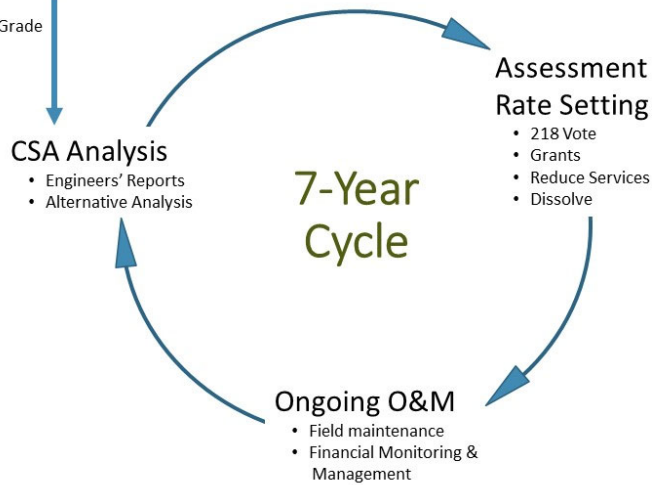 Grade
CSA Analysis
• Engineers’ Reports
• Alternative Analysis
7-Year
Cycle
Assessment
Rate Setting
• 218 Vote
• Grants
• Reduce Services
• Dissolve
Ongoing O&M
• Field maintenance
• Financial Monitoring &
Management